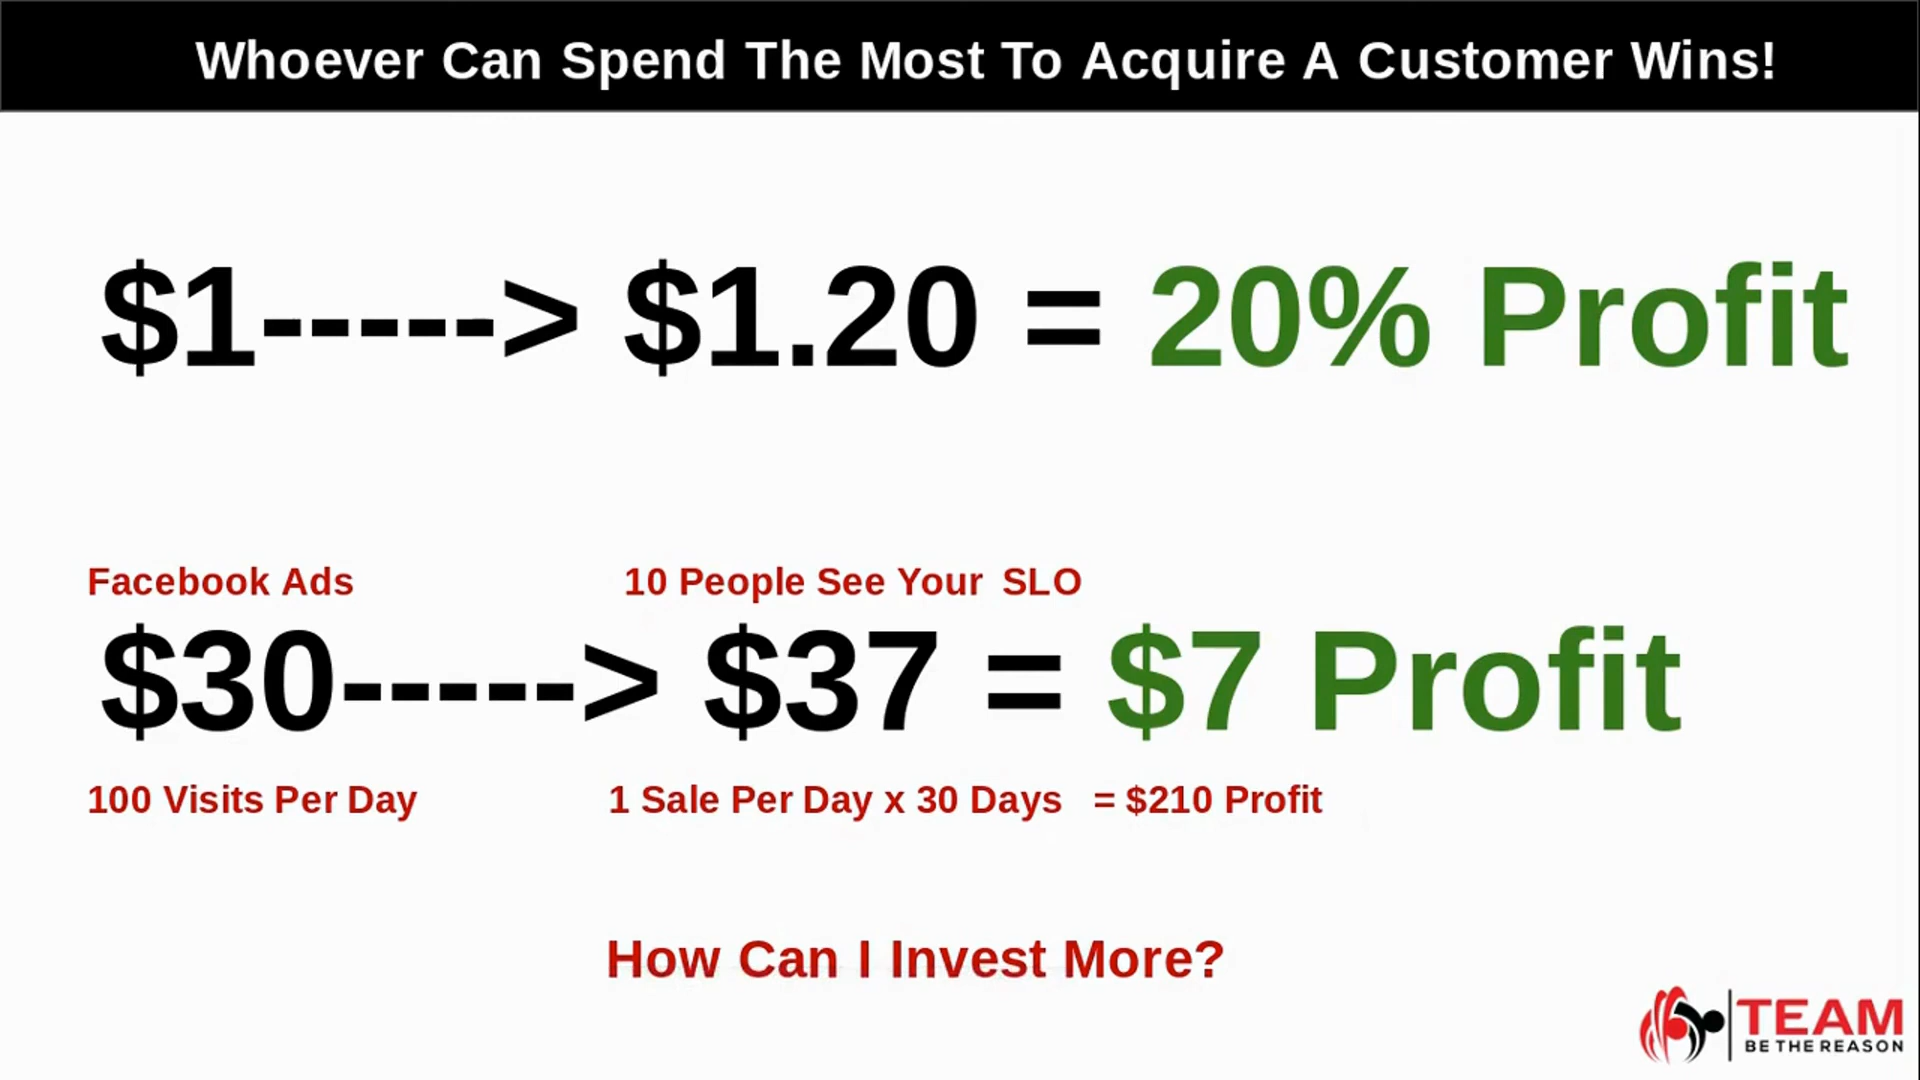 Whoever Can Spend The Most To Acquire A Customer Wins!
$1-----> $1.20 = 20% Profit
Facebook Ads 10 People See Your SLO
$30-----> $37 = $7 Profit
100 Visits Per Day 1 Sale Per Day x 30 Days = $210 Profit
How Can I Invest More?
TEAM
BE THE REASON